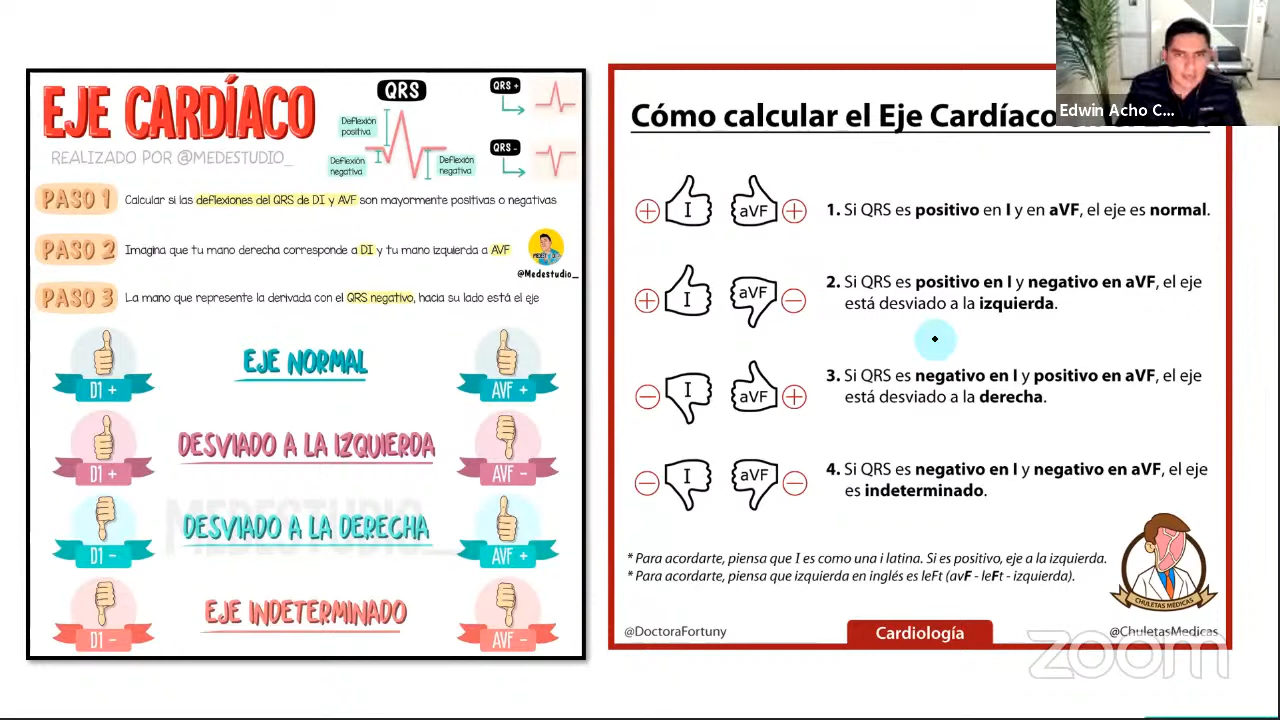 EJE CARDÍACO
REALIZADO POR @MEDESTUDIO_
QRS
Deflexión
positiva
Deflexión
negativa
Deflexión
negativa
QRS +
QRS -
PASO 1 Calcular si las deflexiones del QRS de DI y AVF son mayormente positivas o negativas
PASO 2 Imagina que tu mano derecha corresponde a DI y tu mano izquierda a AVF
@Medestudio_
PASO 3 La mano que represente la derivada con el QRS negativo, hacia su lado está el eje
D1 + EJE NORMAL AVF +
D1 + DESVIADO A LA IZQUIERDA AVF -
D1 - DESVIADO A LA DERECHA AVF +
D1 - EJE INDETERMINADO AVF -
MEDESTUDIO_
Edwin Acho C...
Cómo calcular el Eje Cardíaco
+ I aVF + 1. Si QRS es positivo en I y en aVF, el eje es normal.
+ I aVF − 2. Si QRS es positivo en I y negativo en aVF, el eje
está desviado a la izquierda.
− I aVF + 3. Si QRS es negativo en I y positivo en aVF, el eje
está desviado a la derecha.
− I aVF − 4. Si QRS es negativo en I y negativo en aVF, el eje
es indeterminado.
* Para acordarte, piensa que I es como una i latina. Si es positivo, eje a la izquierda.
* Para acordarte, piensa que izquierda en inglés es leFt (avF - leFt - izquierda).
CHULETAS MÉDICAS
@DoctoraFortuny
Cardiología
@ChuletasMedicas
zoom